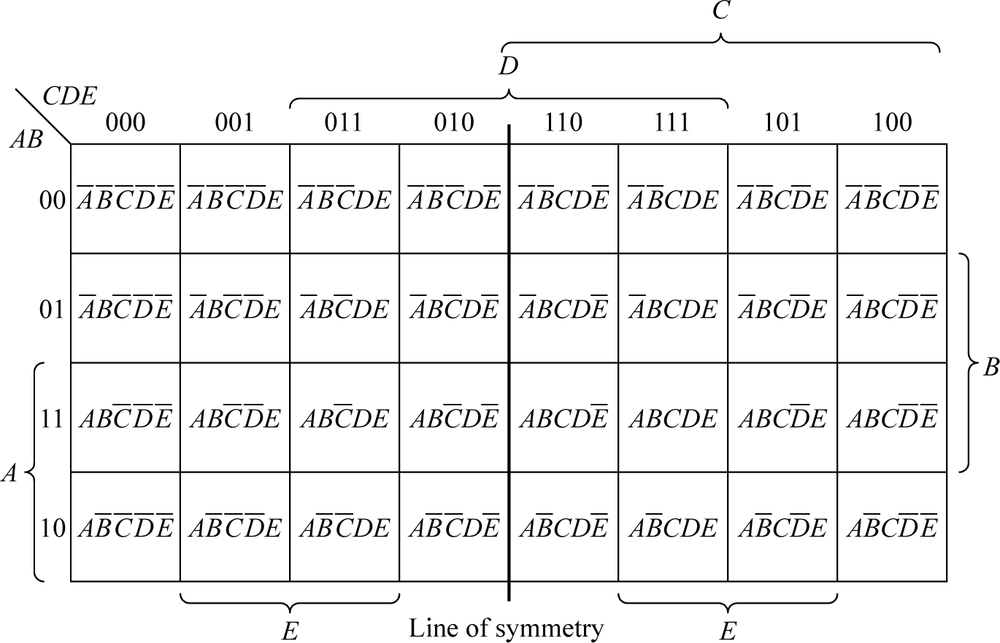 C
D
CDE
AB
000 001 011 010 110 111 101 100
00 A̅B̅C̅D̅E̅ A̅B̅C̅D̅E A̅B̅C̅DE A̅B̅C̅DE̅ A̅B̅CDE̅ A̅B̅CDE A̅B̅CD̅E A̅B̅CD̅E̅
01 A̅BC̅D̅E̅ A̅BC̅D̅E A̅BC̅DE A̅BC̅DE̅ A̅BCDE̅ A̅BCDE A̅BCD̅E A̅BCD̅E̅
B
11 ABC̅D̅E̅ ABC̅D̅E ABC̅DE ABC̅DE̅ ABCDE̅ ABCDE ABCD̅E ABCD̅E̅
A
10 AB̅C̅D̅E̅ AB̅C̅D̅E AB̅C̅DE AB̅C̅DE̅ AB̅CDE̅ AB̅CDE AB̅CD̅E AB̅CD̅E̅
E Line of symmetry E